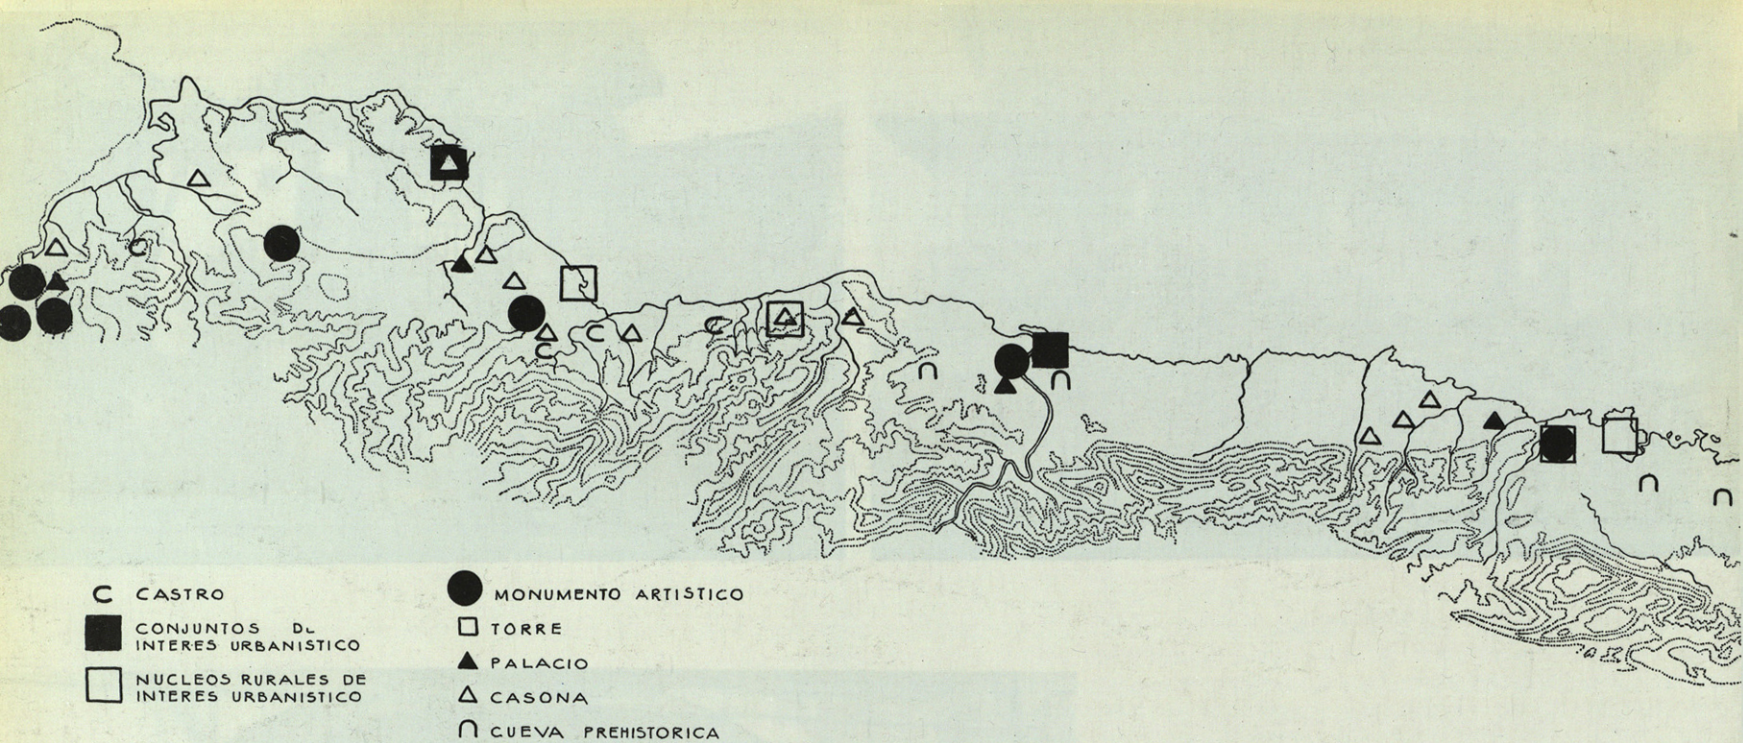 CASTRO
CONJUNTOS DE
INTERES URBANISTICO
NUCLEOS RURALES DE
INTERES URBANISTICO
MONUMENTO ARTISTICO
TORRE
PALACIO
CASONA
CUEVA PREHISTORICA